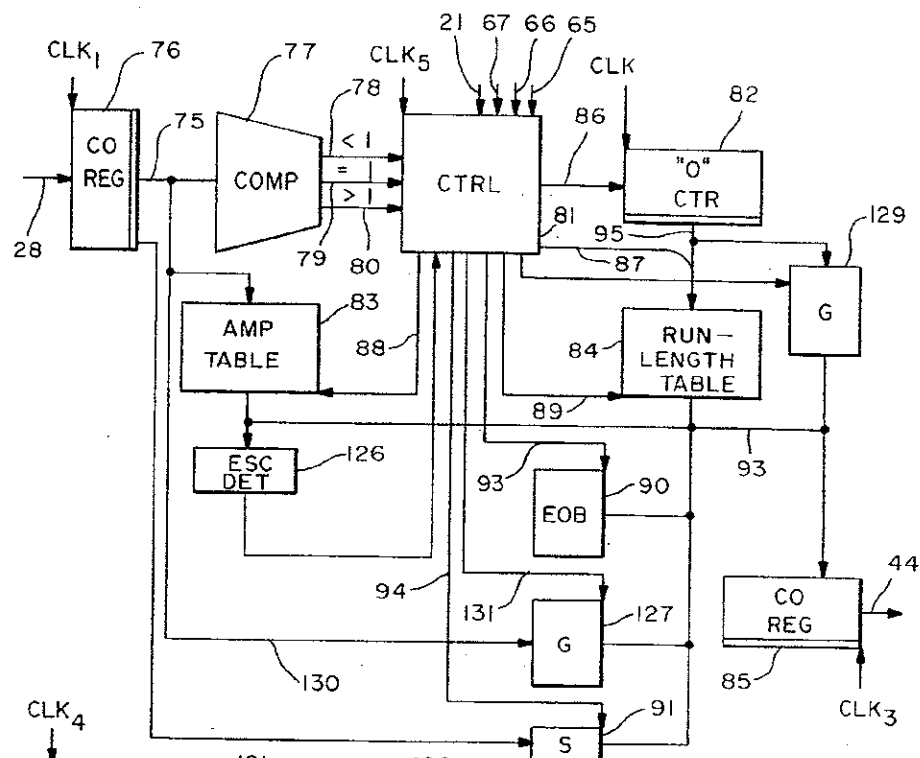 76
77
21
67
66
65
CLK1
CLK5
CLK
78
82
75
< 1
86
CO
REG
COMP
= 1
CTRL
"O"
CTR
28
> 1
81
129
79
80
95
87
83
G
AMP
TABLE
88
84
RUN-
LENGTH
TABLE
89
ESC
DET
126
93
93
90
EOB
94
131
127
CO
REG
44
G
130
85
CLK4
91
CLK3
S